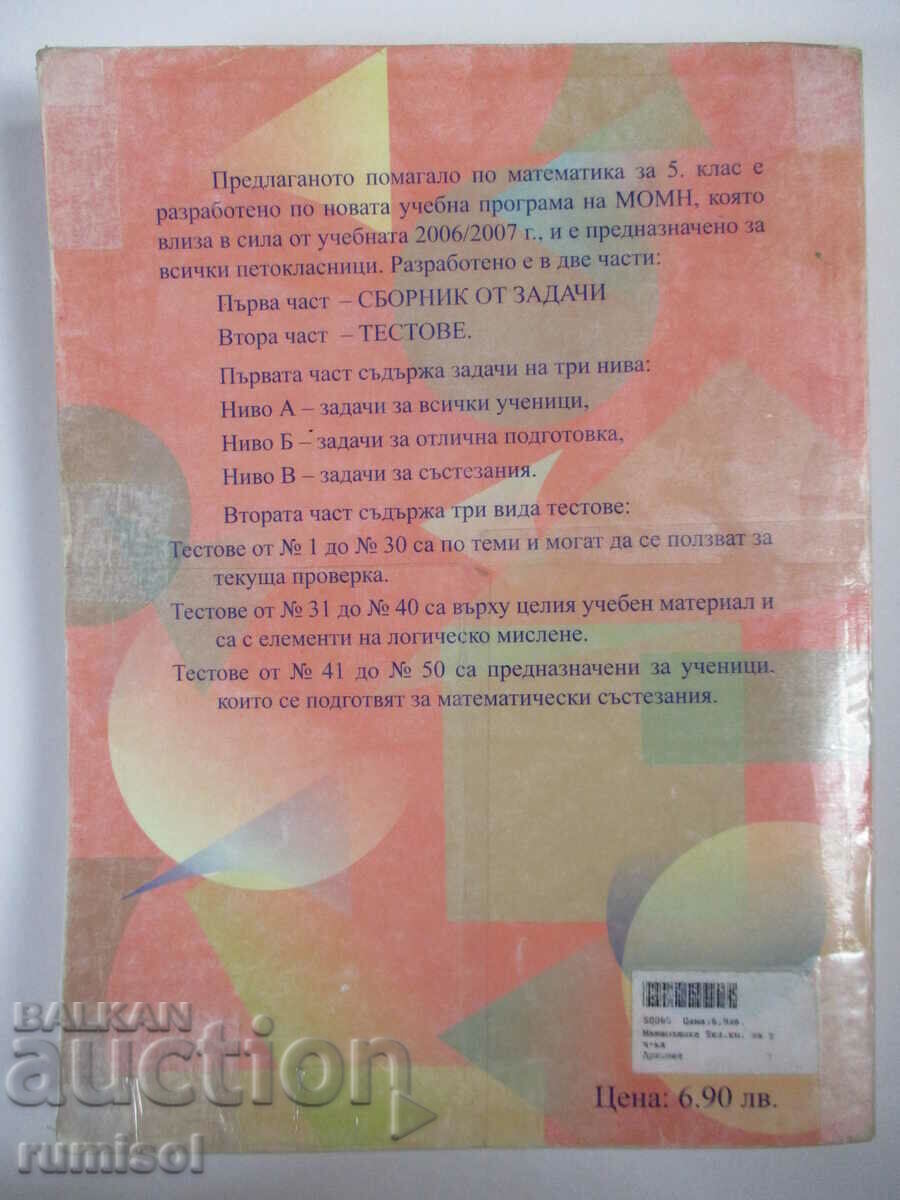 Предлаганото помагало по математика за 5. клас е
разработено по новата учебна програма на МОМН, която
влиза в сила от учебната 2006/2007 г., и е предназначено за
всички петокласници. Разработено е в две части:
Първа част – СБОРНИК ОТ ЗАДАЧИ
Втора част – ТЕСТОВЕ.
Първата част съдържа задачи на три нива:
Ниво А – задачи за всички ученици,
Ниво Б – задачи за отлична подготовка,
Ниво В – задачи за състезания.
Втората част съдържа три вида тестове:
Тестове от № 1 до № 30 са по теми и могат да се ползват за
текуща проверка.
Тестове от № 31 до № 40 са върху целия учебен материал и
са с елементи на логическо мислене.
Тестове от № 41 до № 50 са предназначени за ученици,
които се подготвят за математически състезания.
Цена:6.9лв.
Цена: 6.90 лв.
BALKAN
auction
rumisol